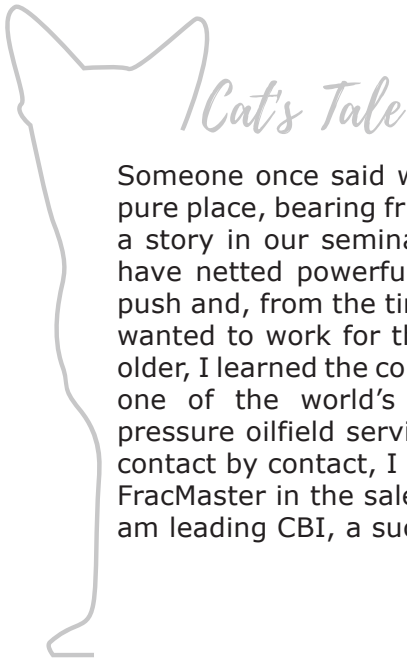 Cat's Tale
Someone once said w
pure place, bearing fr
a story in our semina
have netted powerfu
push and, from the ti
wanted to work for th
older, I learned the co
one of the world's
pressure oilfield servi
contact by contact, I
FracMaster in the sale
am leading CBI, a suc